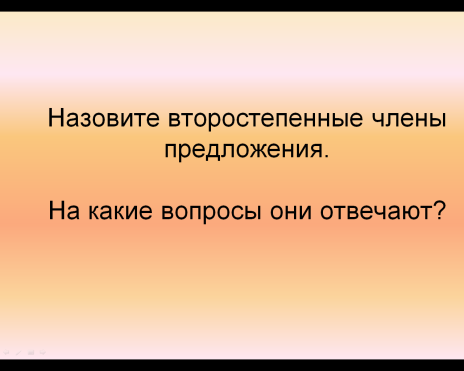 Назовите второстепенные члены
предложения.
На какие вопросы они отвечают?